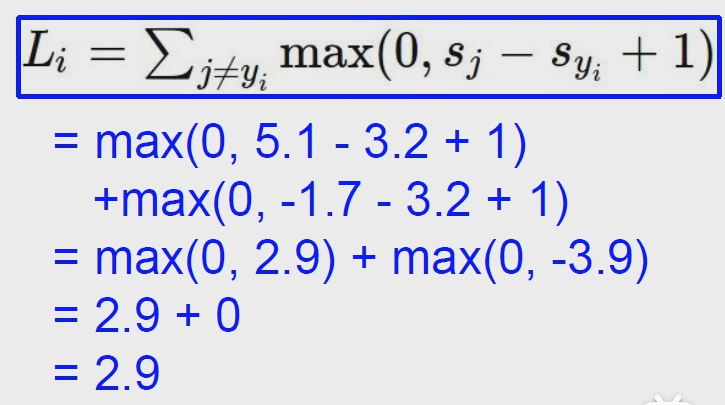 L_i = ∑_{j≠y_i} max(0, s_j − s_{y_i} + 1)
= max(0, 5.1 - 3.2 + 1)
+max(0, -1.7 - 3.2 + 1)
= max(0, 2.9) + max(0, -3.9)
= 2.9 + 0
= 2.9